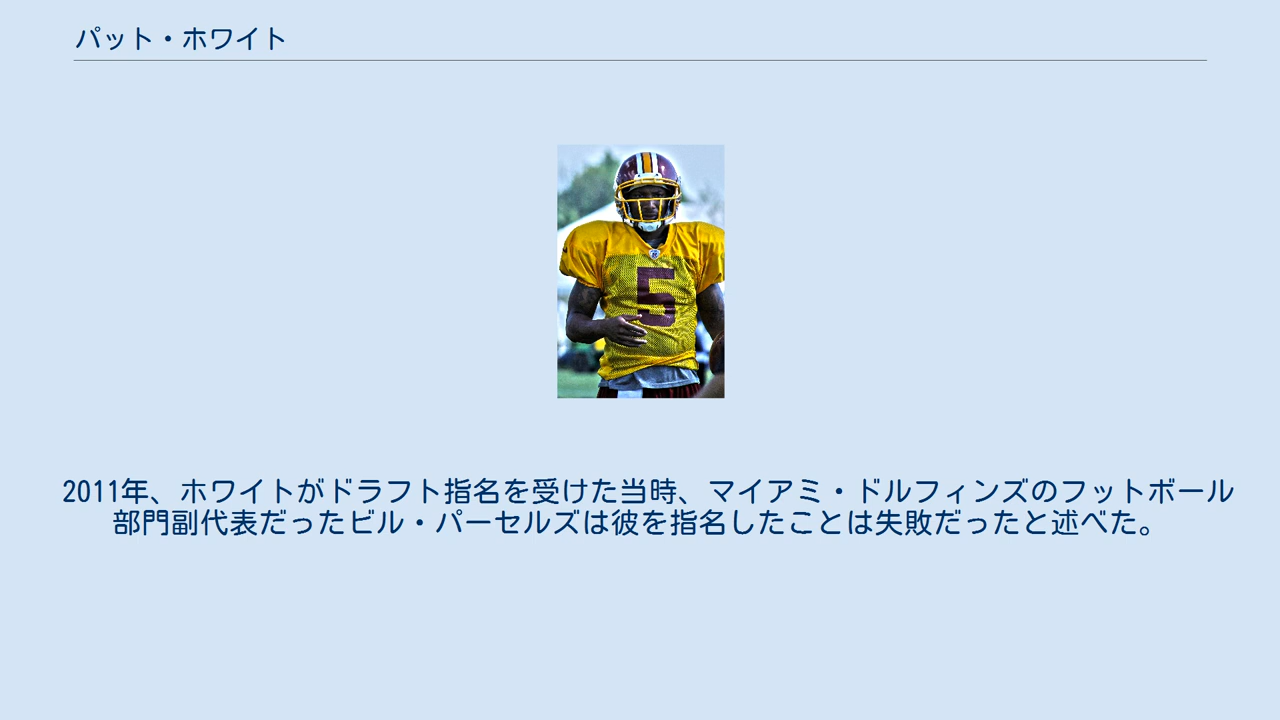 パット・ホワイト
5
2011年、ホワイトがドラフト指名を受けた当時、マイアミ・ドルフィンズのフットボール
部門副代表だったビル・パーセルズは彼を指名したことは失敗だったと述べた。